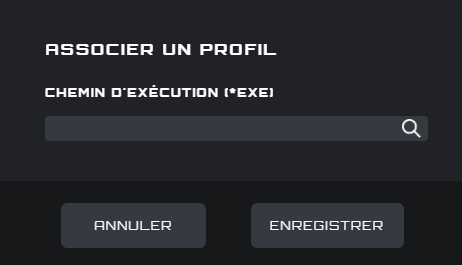 ASSOCIER UN PROFIL
CHEMIN D'EXÉCUTION (*EXE)
ANNULER
ENREGISTRER